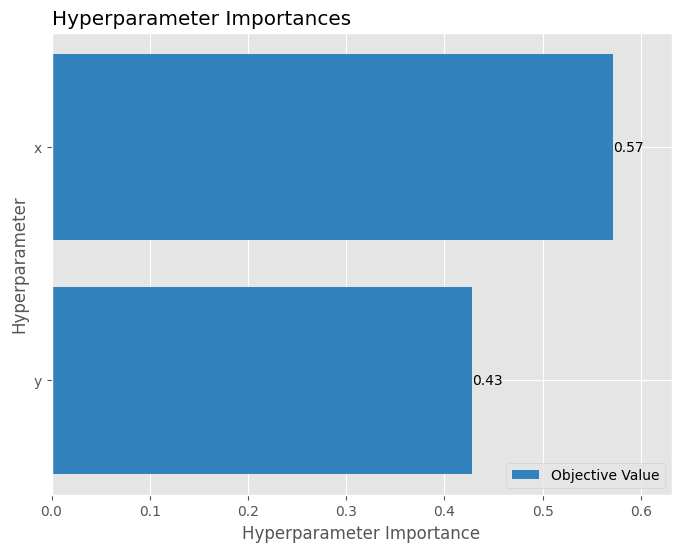 Hyperparameter Importances
Hyperparameter
x
0.57
y
0.43
Objective Value
0.0 0.1 0.2 0.3 0.4 0.5 0.6
Hyperparameter Importance